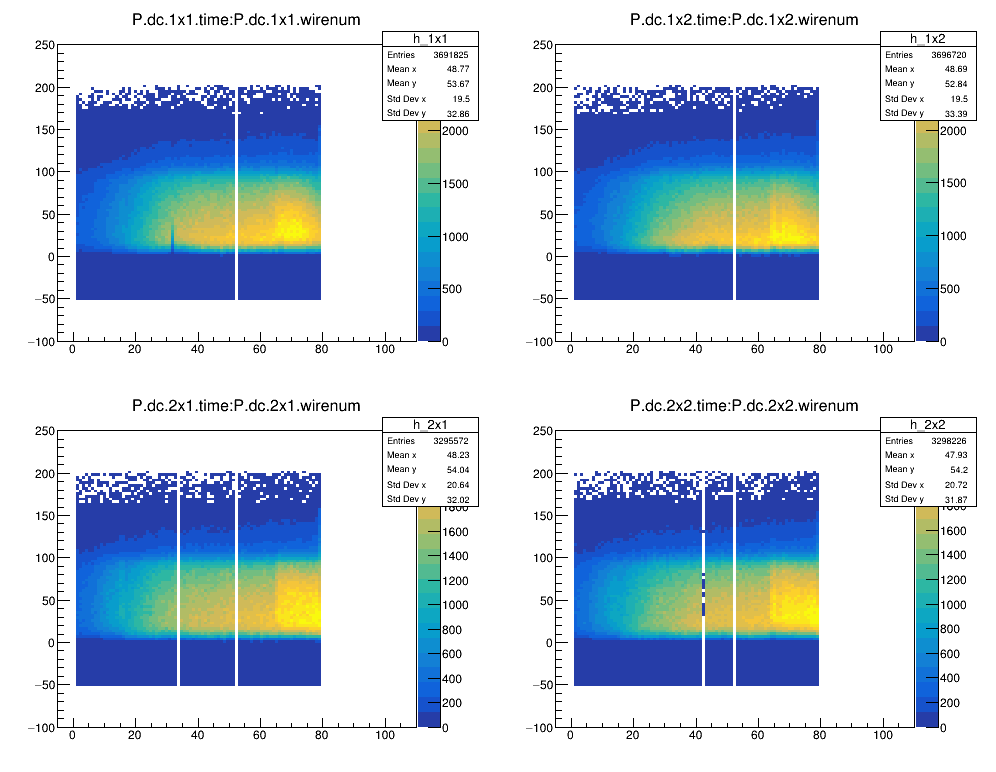 P.dc.1x1.time:P.dc.1x1.wirenum
h_1x1
Entries 3691825
Mean x 48.77
Mean y 53.67
Std Dev x 19.5
Std Dev y 32.86
250
200
150
100
50
0
−50
−100
0 20 40 60 80 100
2000
1500
1000
500
0
P.dc.1x2.time:P.dc.1x2.wirenum
h_1x2
Entries 3696720
Mean x 48.69
Mean y 52.84
Std Dev x 19.5
Std Dev y 33.39
250
200
150
100
50
0
−50
−100
0 20 40 60 80 100
2000
1500
1000
500
0
P.dc.2x1.time:P.dc.2x1.wirenum
h_2x1
Entries 3295572
Mean x 48.23
Mean y 54.04
Std Dev x 20.64
Std Dev y 32.02
250
200
150
100
50
0
−50
−100
0 20 40 60 80 100
1800
1600
1400
1200
1000
800
600
400
200
0
P.dc.2x2.time:P.dc.2x2.wirenum
h_2x2
Entries 3298226
Mean x 47.93
Mean y 54.2
Std Dev x 20.72
Std Dev y 31.87
250
200
150
100
50
0
−50
−100
0 20 40 60 80 100
1800
1600
1400
1200
1000
800
600
400
200
0